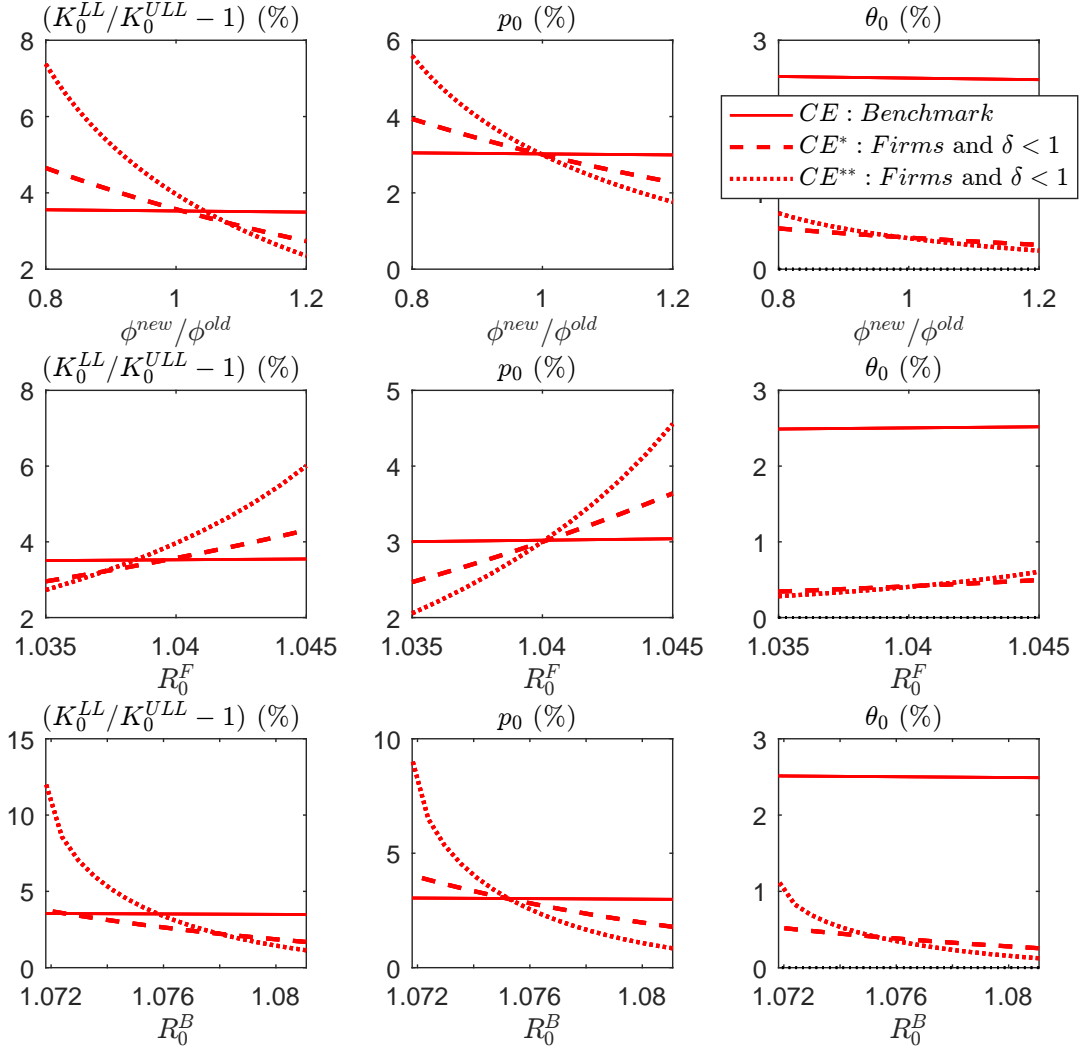 (K_0^{LL}/K_0^{ULL} − 1) (%)
p_0 (%)
θ_0 (%)
8
6
4
2
0.8
1
1.2
ϕ^{new}/ϕ^{old}
6
4
2
0
0.8
1
1.2
ϕ^{new}/ϕ^{old}
3
0
0.8
1
1.2
ϕ^{new}/ϕ^{old}
CE : Benchmark
CE* : Firms and δ < 1
CE** : Firms and δ < 1
(K_0^{LL}/K_0^{ULL} − 1) (%)
p_0 (%)
θ_0 (%)
8
6
4
2
1.035
1.04
1.045
R_0^F
5
4
3
2
1.035
1.04
1.045
R_0^F
3
2
1
0
1.035
1.04
1.045
R_0^F
(K_0^{LL}/K_0^{ULL} − 1) (%)
p_0 (%)
θ_0 (%)
15
10
5
0
1.072
1.076
1.08
R_0^B
10
5
0
1.072
1.076
1.08
R_0^B
3
2
1
0
1.072
1.076
1.08
R_0^B